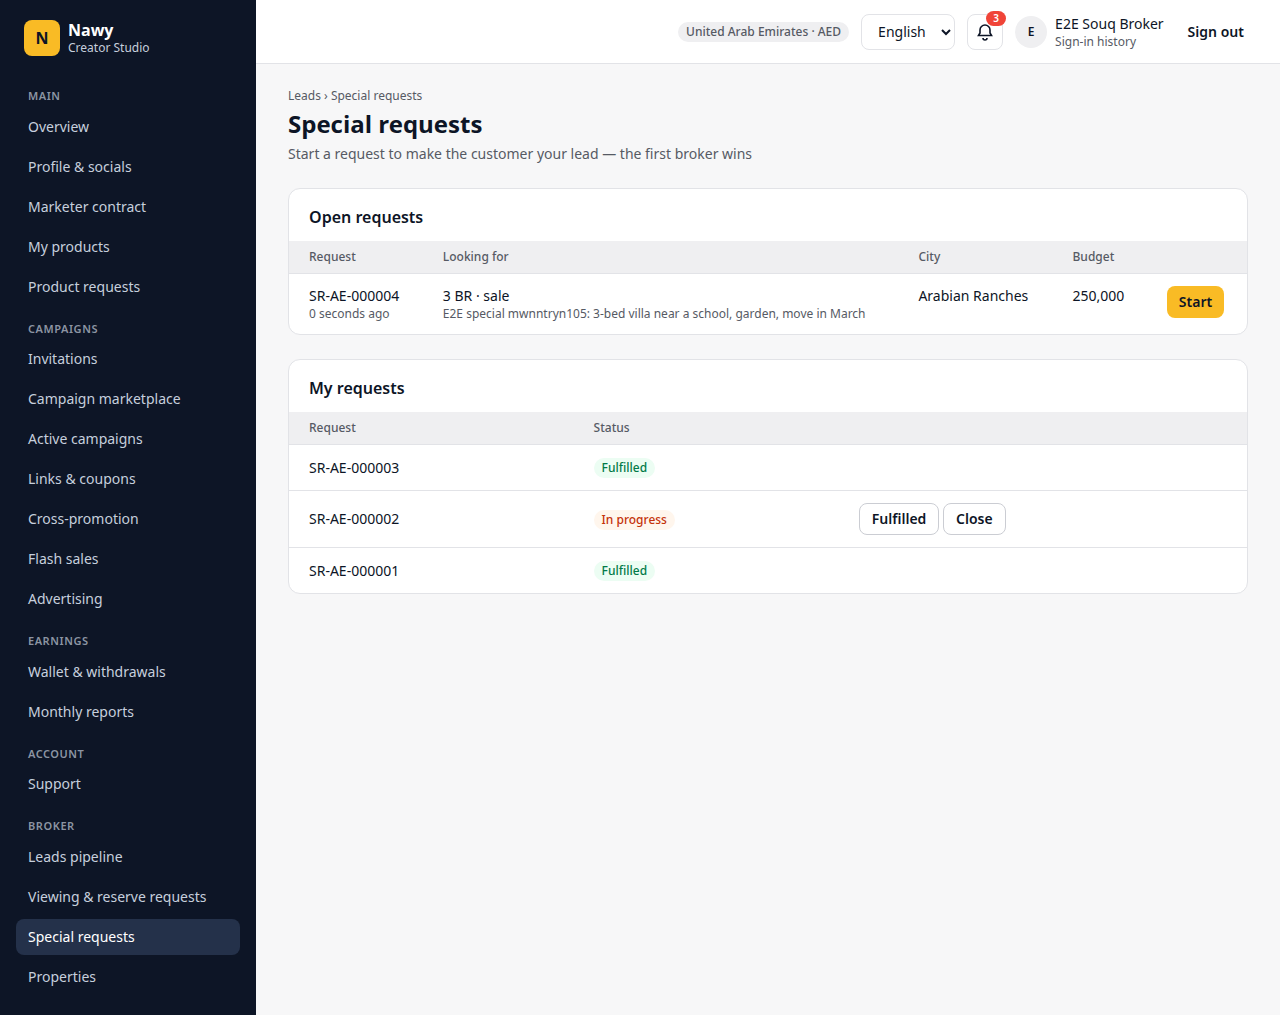 N
Nawy
Creator Studio
MAIN
Overview
Profile & socials
Marketer contract
My products
Product requests
CAMPAIGNS
Invitations
Campaign marketplace
Active campaigns
Links & coupons
Cross-promotion
Flash sales
Advertising
EARNINGS
Wallet & withdrawals
Monthly reports
ACCOUNT
Support
BROKER
Leads pipeline
Viewing & reserve requests
Special requests
Properties
United Arab Emirates · AED
English
3
E
E2E Souq Broker
Sign-in history
Sign out
Leads › Special requests
Special requests
Start a request to make the customer your lead — the first broker wins
Open requests
Request Looking for City Budget
SR-AE-000004 3 BR · sale Arabian Ranches 250,000 Start
0 seconds ago E2E special mwnntryn105: 3-bed villa near a school, garden, move in March
My requests
Request Status
SR-AE-000003 Fulfilled
SR-AE-000002 In progress Fulfilled Close
SR-AE-000001 Fulfilled